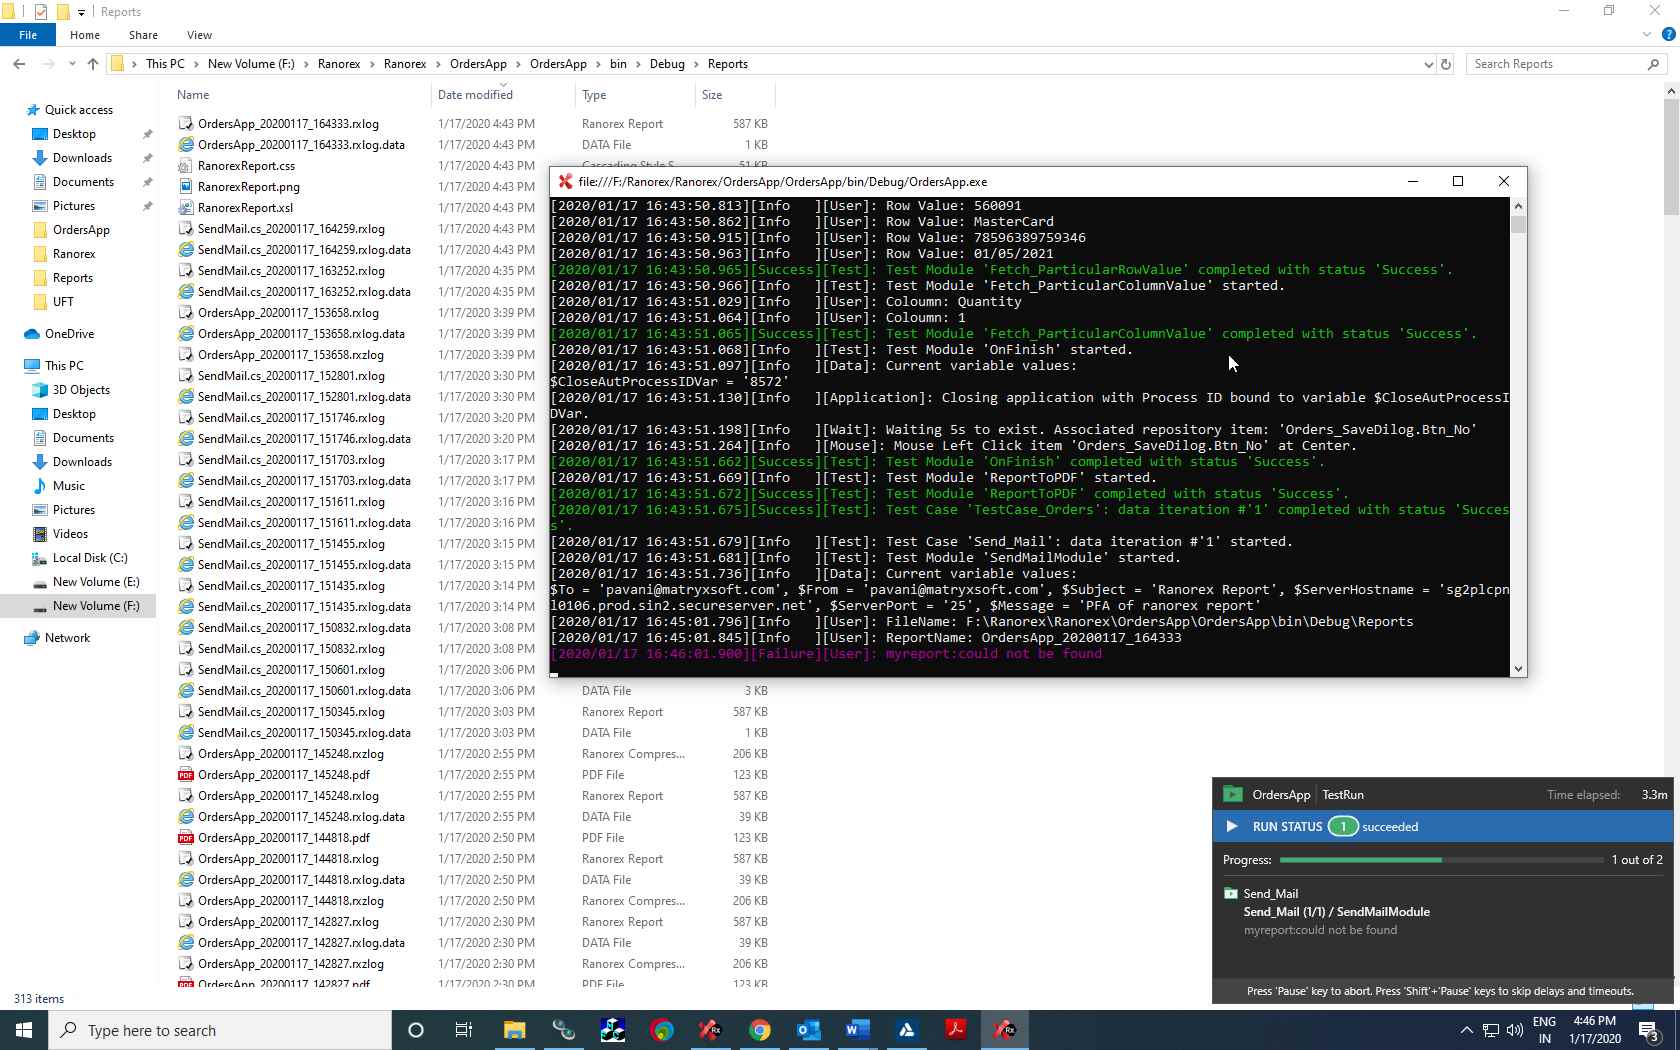 Reports
File
Home
Share
View
This PC
New Volume (F:)
Ranorex
Ranorex
OrdersApp
OrdersApp
bin
Debug
Reports
Search Reports
Name
Date modified
Type
Size
Quick access
Desktop
Downloads
Documents
Pictures
OrdersApp
Ranorex
Reports
UFT
OneDrive
This PC
3D Objects
Desktop
Documents
Downloads
Music
Pictures
Videos
Local Disk (C:)
New Volume (E:)
New Volume (F:)
Network
OrdersApp_20200117_164333.rxlog 1/17/2020 4:43 PM Ranorex Report 587 KB
OrdersApp_20200117_164333.rxlog.data 1/17/2020 4:43 PM DATA File 1 KB
RanorexReport.css 1/17/2020 4:43 PM Cascading Style S... 51 KB
RanorexReport.png 1/17/2020 4:43 PM
RanorexReport.xsl 1/17/2020 4:43 PM
SendMail.cs_20200117_164259.rxlog 1/17/2020 4:43 PM
SendMail.cs_20200117_164259.rxlog.data 1/17/2020 4:43 PM
SendMail.cs_20200117_163252.rxlog 1/17/2020 4:35 PM
SendMail.cs_20200117_163252.rxlog.data 1/17/2020 4:35 PM
SendMail.cs_20200117_153658.rxlog 1/17/2020 3:39 PM
SendMail.cs_20200117_153658.rxlog.data 1/17/2020 3:39 PM
SendMail.cs_20200117_153658.rxzlog 1/17/2020 3:39 PM
SendMail.cs_20200117_152801.rxlog 1/17/2020 3:30 PM
SendMail.cs_20200117_152801.rxlog.data 1/17/2020 3:30 PM
SendMail.cs_20200117_151746.rxlog 1/17/2020 3:20 PM
SendMail.cs_20200117_151746.rxlog.data 1/17/2020 3:20 PM
SendMail.cs_20200117_151703.rxlog 1/17/2020 3:17 PM
SendMail.cs_20200117_151703.rxlog.data 1/17/2020 3:17 PM
SendMail.cs_20200117_151611.rxlog 1/17/2020 3:16 PM
SendMail.cs_20200117_151611.rxlog.data 1/17/2020 3:16 PM
SendMail.cs_20200117_151455.rxlog 1/17/2020 3:15 PM
SendMail.cs_20200117_151455.rxlog.data 1/17/2020 3:15 PM
SendMail.cs_20200117_151435.rxlog 1/17/2020 3:14 PM
SendMail.cs_20200117_151435.rxlog.data 1/17/2020 3:14 PM
SendMail.cs_20200117_150832.rxlog.data 1/17/2020 3:08 PM
SendMail.cs_20200117_150832.rxlog 1/17/2020 3:08 PM
SendMail.cs_20200117_150601.rxlog 1/17/2020 3:06 PM
SendMail.cs_20200117_150601.rxlog.data 1/17/2020 3:06 PM DATA File 3 KB
SendMail.cs_20200117_150345.rxlog 1/17/2020 3:03 PM Ranorex Report 587 KB
SendMail.cs_20200117_150345.rxlog.data 1/17/2020 3:03 PM DATA File 1 KB
OrdersApp_20200117_145248.rxzlog 1/17/2020 2:55 PM Ranorex Compres... 206 KB
OrdersApp_20200117_145248.pdf 1/17/2020 2:55 PM PDF File 123 KB
OrdersApp_20200117_145248.rxlog 1/17/2020 2:55 PM Ranorex Report 587 KB
OrdersApp_20200117_145248.rxlog.data 1/17/2020 2:55 PM DATA File 39 KB
OrdersApp_20200117_144818.pdf 1/17/2020 2:50 PM PDF File 123 KB
OrdersApp_20200117_144818.rxlog 1/17/2020 2:50 PM Ranorex Report 587 KB
OrdersApp_20200117_144818.rxlog.data 1/17/2020 2:50 PM DATA File 39 KB
OrdersApp_20200117_144818.rxzlog 1/17/2020 2:50 PM Ranorex Compres... 206 KB
OrdersApp_20200117_142827.rxlog 1/17/2020 2:30 PM Ranorex Report 587 KB
OrdersApp_20200117_142827.rxlog.data 1/17/2020 2:30 PM DATA File 39 KB
OrdersApp_20200117_142827.rxzlog 1/17/2020 2:30 PM Ranorex Compres... 206 KB
OrdersApp_20200117_142827.pdf 1/17/2020 2:30 PM PDF File 123 KB
313 items
file:///F:/Ranorex/Ranorex/OrdersApp/OrdersApp/bin/Debug/OrdersApp.exe
[2020/01/17 16:43:50.813][Info   ][User]: Row Value: 560091
[2020/01/17 16:43:50.862][Info   ][User]: Row Value: MasterCard
[2020/01/17 16:43:50.915][Info   ][User]: Row Value: 78596389759346
[2020/01/17 16:43:50.963][Info   ][User]: Row Value: 01/05/2021
[2020/01/17 16:43:50.965][Success][Test]: Test Module 'Fetch_ParticularRowValue' completed with status 'Success'.
[2020/01/17 16:43:50.966][Info   ][Test]: Test Module 'Fetch_ParticularColumnValue' started.
[2020/01/17 16:43:51.029][Info   ][User]: Coloumn: Quantity
[2020/01/17 16:43:51.064][Info   ][User]: Coloumn: 1
[2020/01/17 16:43:51.065][Success][Test]: Test Module 'Fetch_ParticularColumnValue' completed with status 'Success'.
[2020/01/17 16:43:51.068][Info   ][Test]: Test Module 'OnFinish' started.
[2020/01/17 16:43:51.097][Info   ][Data]: Current variable values:
$CloseAutProcessIDVar = '8572'
[2020/01/17 16:43:51.130][Info   ][Application]: Closing application with Process ID bound to variable $CloseAutProcessI
DVar.
[2020/01/17 16:43:51.198][Info   ][Wait]: Waiting 5s to exist. Associated repository item: 'Orders_SaveDilog.Btn_No'
[2020/01/17 16:43:51.264][Info   ][Mouse]: Mouse Left Click item 'Orders_SaveDilog.Btn_No' at Center.
[2020/01/17 16:43:51.662][Success][Test]: Test Module 'OnFinish' completed with status 'Success'.
[2020/01/17 16:43:51.669][Info   ][Test]: Test Module 'ReportToPDF' started.
[2020/01/17 16:43:51.672][Success][Test]: Test Module 'ReportToPDF' completed with status 'Success'.
[2020/01/17 16:43:51.675][Success][Test]: Test Case 'TestCase_Orders': data iteration #'1' completed with status 'Succes
s'.
[2020/01/17 16:43:51.679][Info   ][Test]: Test Case 'Send_Mail': data iteration #'1' started.
[2020/01/17 16:43:51.681][Info   ][Test]: Test Module 'SendMailModule' started.
[2020/01/17 16:43:51.736][Info   ][Data]: Current variable values:
$To = 'pavani@matryxsoft.com', $From = 'pavani@matryxsoft.com', $Subject = 'Ranorex Report', $ServerHostname = 'sg2plcpn
l0106.prod.sin2.secureserver.net', $ServerPort = '25', $Message = 'PFA of ranorex report'
[2020/01/17 16:45:01.796][Info   ][User]: FileName: F:\Ranorex\Ranorex\OrdersApp\OrdersApp\bin\Debug\Reports
[2020/01/17 16:45:01.845][Info   ][User]: ReportName: OrdersApp_20200117_164333
[2020/01/17 16:46:01.900][Failure][User]: myreport:could not be found
OrdersApp TestRun Time elapsed: 3.3m
RUN STATUS 1 succeeded
Progress: 1 out of 2
Send_Mail
Send_Mail (1/1) / SendMailModule
myreport:could not be found
Press 'Pause' key to abort. Press 'Shift'+'Pause' keys to skip delays and timeouts.
Type here to search
ENG
IN
4:46 PM
1/17/2020
3